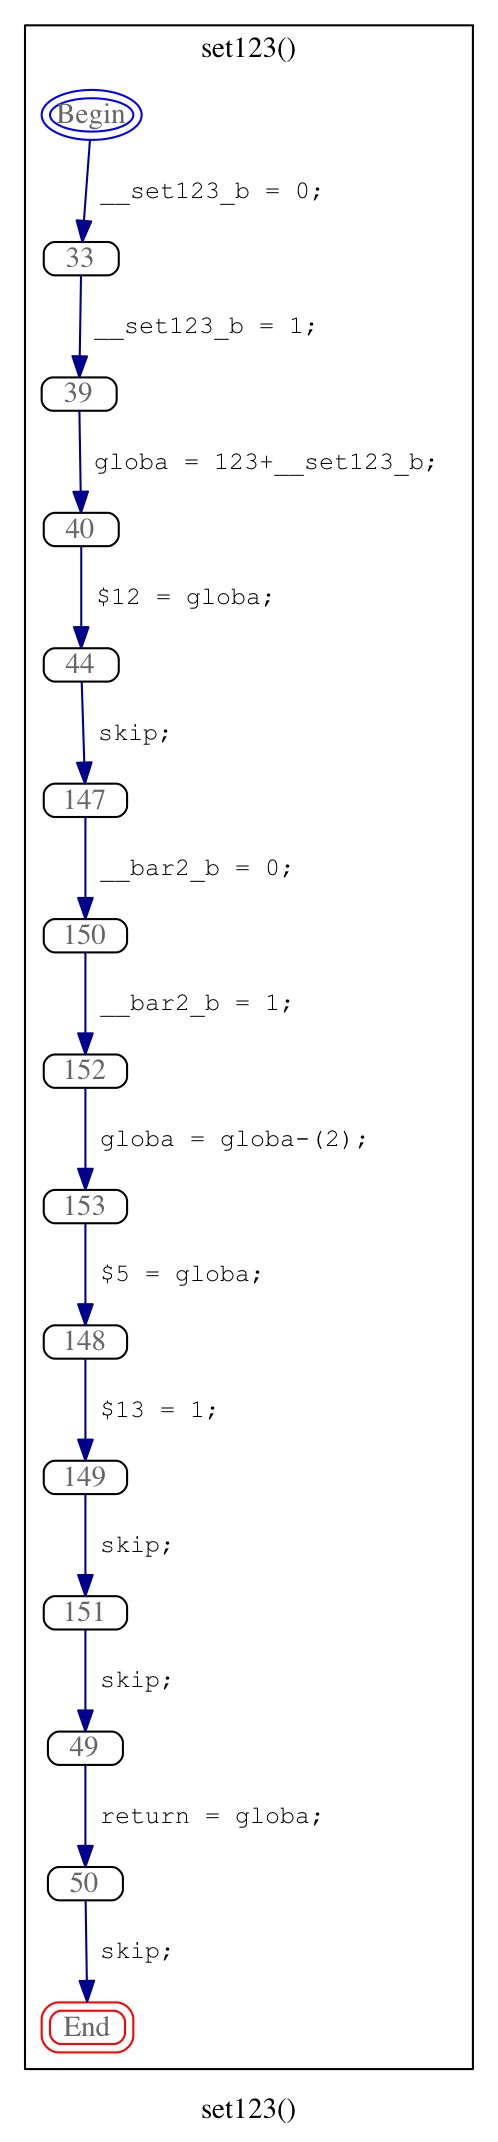 set123()
Begin
__set123_b = 0;
33
__set123_b = 1;
39
globa = 123+__set123_b;
40
$12 = globa;
44
skip;
147
__bar2_b = 0;
150
__bar2_b = 1;
152
globa = globa-(2);
153
$5 = globa;
148
$13 = 1;
149
skip;
151
skip;
49
return = globa;
50
skip;
End
set123()